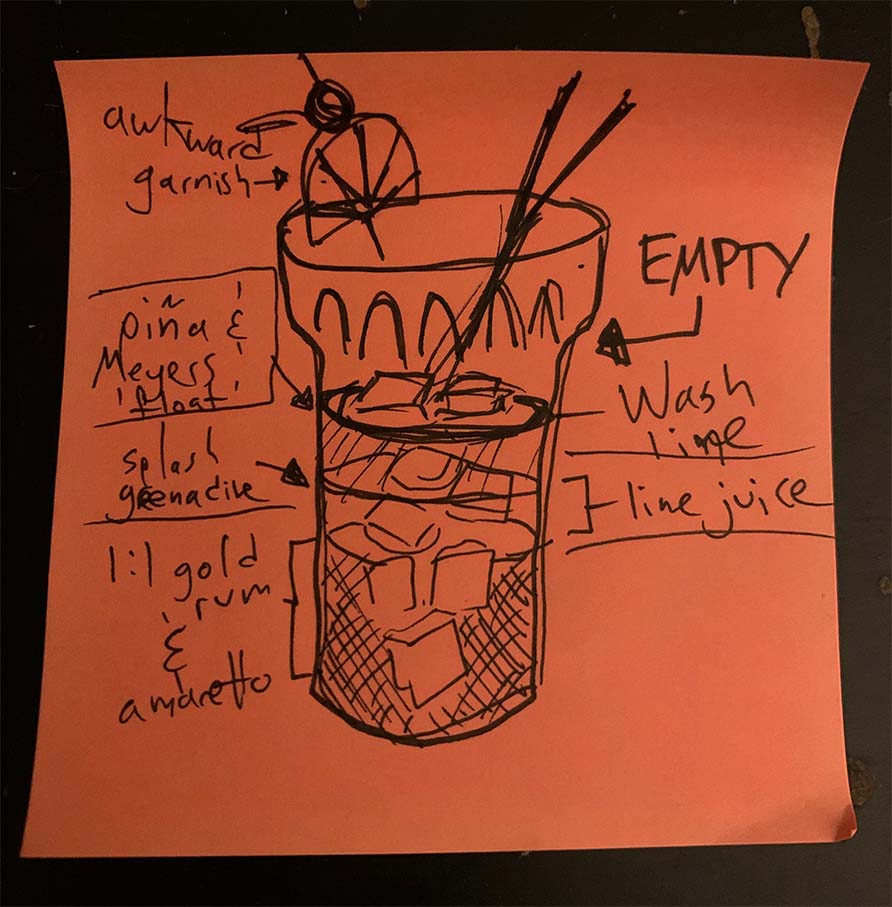 awkward
garnish
EMPTY
piña &
Meyers
'float'
Wash
line
splash
grenadine
lime juice
1:1 gold
rum
&
amaretto